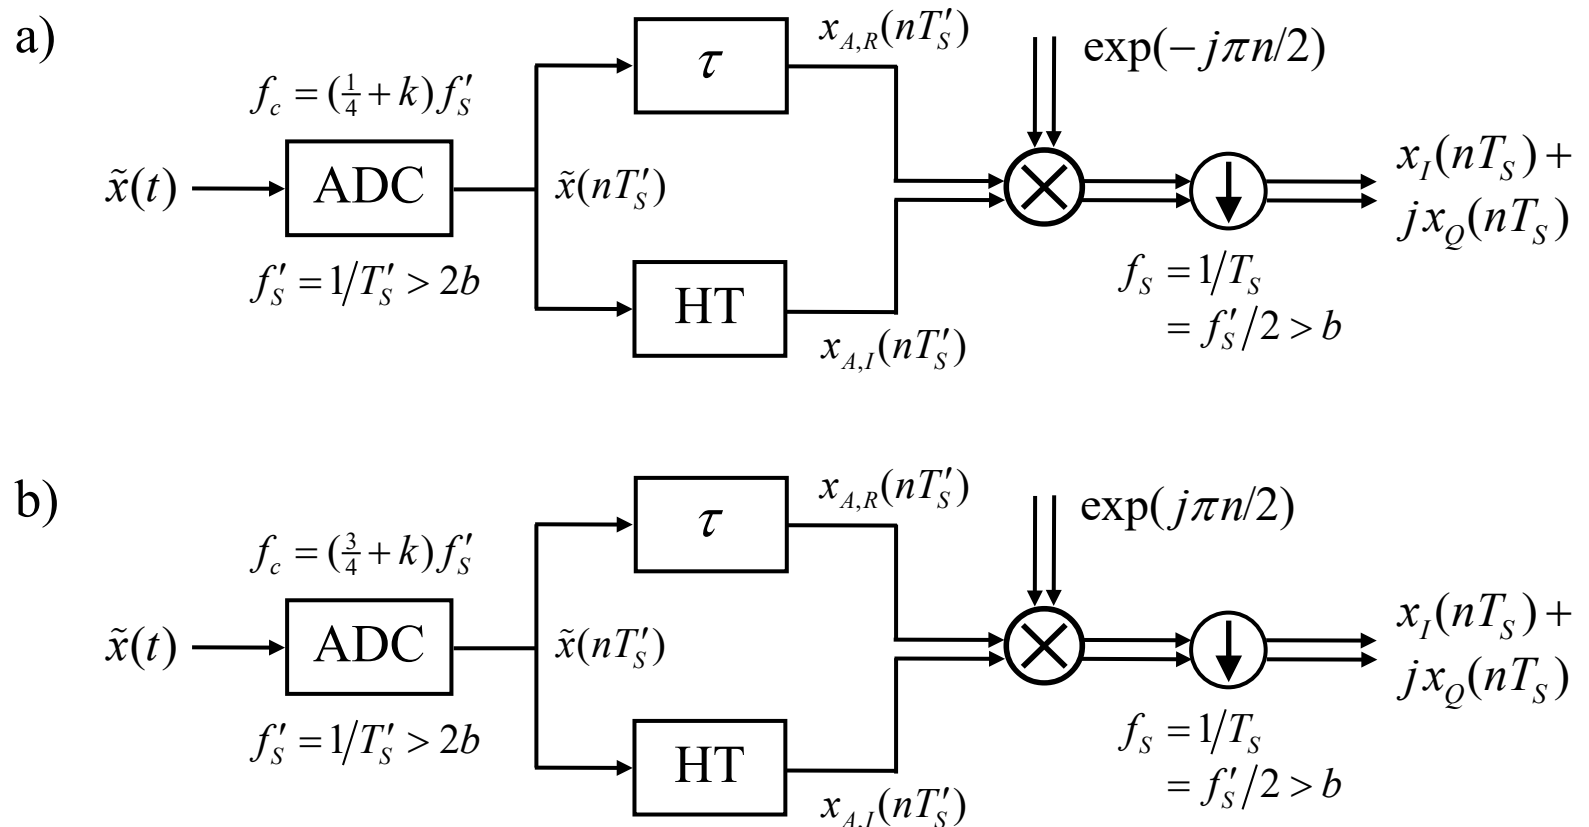 a)
x_{A,R}(nT′_S)
exp(−jπn/2)
τ
f_c = (1/4 + k) f′_S
x̃(t)
ADC
x̃(nT′_S)
x_I(nT_S) +
j x_Q(nT_S)
f′_S = 1/T′_S > 2b
HT
f_S = 1/T_S
= f′_S/2 > b
x_{A,I}(nT′_S)
b)
x_{A,R}(nT′_S)
exp(jπn/2)
τ
f_c = (3/4 + k) f′_S
x̃(t)
ADC
x̃(nT′_S)
x_I(nT_S) +
j x_Q(nT_S)
f′_S = 1/T′_S > 2b
HT
f_S = 1/T_S
= f′_S/2 > b
x_{A,I}(nT′_S)